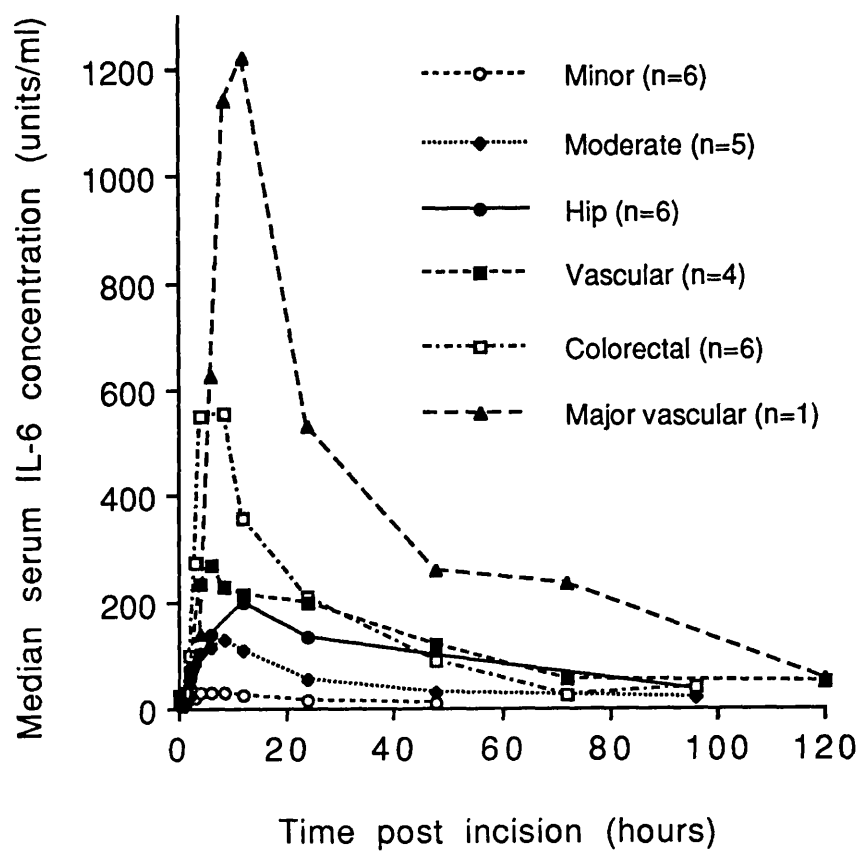 Median serum IL-6 concentration (units/ml)
1200
1000
800
600
400
200
0
0 20 40 60 80 100 120
Time post incision (hours)
Minor (n=6)
Moderate (n=5)
Hip (n=6)
Vascular (n=4)
Colorectal (n=6)
Major vascular (n=1)